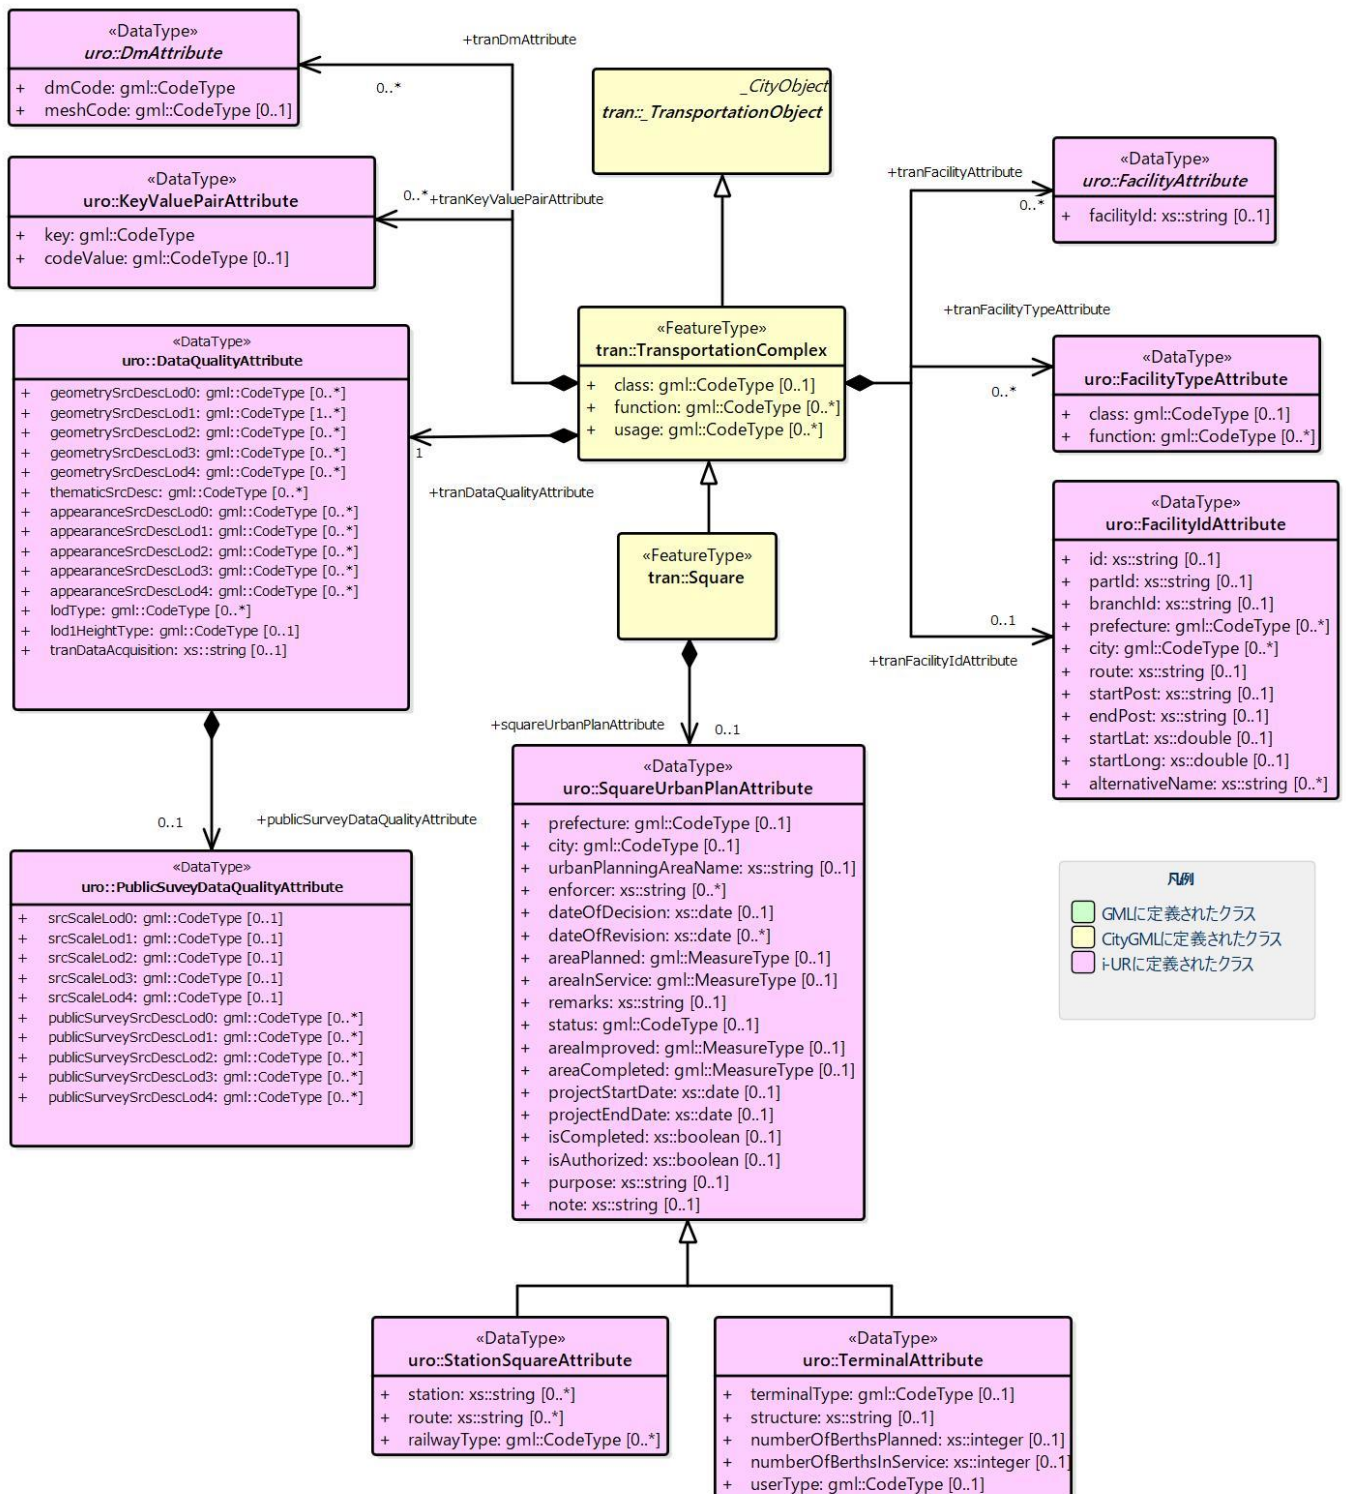 «DataType»
uro::DmAttribute
+ dmCode: gml::CodeType
+ meshCode: gml::CodeType [0..1]
+tranDmAttribute
0..*
_CityObject
tran::_TransportationObject
«DataType»
uro::KeyValuePairAttribute
+ key: gml::CodeType
+ codeValue: gml::CodeType [0..1]
0..*
+tranKeyValuePairAttribute
+tranFacilityAttribute
0..*
«DataType»
uro::FacilityAttribute
+ facilityId: xs::string [0..1]
«FeatureType»
tran::TransportationComplex
+ class: gml::CodeType [0..1]
+ function: gml::CodeType [0..*]
+ usage: gml::CodeType [0..*]
+tranFacilityTypeAttribute
0..*
«DataType»
uro::FacilityTypeAttribute
+ class: gml::CodeType [0..1]
+ function: gml::CodeType [0..*]
«DataType»
uro::DataQualityAttribute
+ geometrySrcDescLod0: gml::CodeType [0..*]
+ geometrySrcDescLod1: gml::CodeType [1..*]
+ geometrySrcDescLod2: gml::CodeType [0..*]
+ geometrySrcDescLod3: gml::CodeType [0..*]
+ geometrySrcDescLod4: gml::CodeType [0..*]
+ thematicSrcDesc: gml::CodeType [0..*]
+ appearanceSrcDescLod0: gml::CodeType [0..*]
+ appearanceSrcDescLod1: gml::CodeType [0..*]
+ appearanceSrcDescLod2: gml::CodeType [0..*]
+ appearanceSrcDescLod3: gml::CodeType [0..*]
+ appearanceSrcDescLod4: gml::CodeType [0..*]
+ lodType: gml::CodeType [0..*]
+ lod1HeightType: gml::CodeType [0..1]
+ tranDataAcquisition: xs::string [0..1]
1
+tranDataQualityAttribute
«FeatureType»
tran::Square
«DataType»
uro::FacilityIdAttribute
+ id: xs::string [0..1]
+ partId: xs::string [0..1]
+ branchId: xs::string [0..1]
+ prefecture: gml::CodeType [0..*]
+ city: gml::CodeType [0..*]
+ route: xs::string [0..1]
+ startPost: xs::string [0..1]
+ endPost: xs::string [0..1]
+ startLat: xs::double [0..1]
+ startLong: xs::double [0..1]
+ alternativeName: xs::string [0..*]
0..1
+tranFacilityIdAttribute
+squareUrbanPlanAttribute
0..1
«DataType»
uro::SquareUrbanPlanAttribute
+ prefecture: gml::CodeType [0..1]
+ city: gml::CodeType [0..1]
+ urbanPlanningAreaName: xs::string [0..1]
+ enforcer: xs::string [0..*]
+ dateOfDecision: xs::date [0..1]
+ dateOfRevision: xs::date [0..*]
+ areaPlanned: gml::MeasureType [0..1]
+ areaInService: gml::MeasureType [0..1]
+ remarks: xs::string [0..1]
+ status: gml::CodeType [0..1]
+ areaImproved: gml::MeasureType [0..1]
+ areaCompleted: gml::MeasureType [0..1]
+ projectStartDate: xs::date [0..1]
+ projectEndDate: xs::date [0..1]
+ isCompleted: xs::boolean [0..1]
+ isAuthorized: xs::boolean [0..1]
+ purpose: xs::string [0..1]
+ note: xs::string [0..1]
0..1
+publicSurveyDataQualityAttribute
«DataType»
uro::PublicSuveyDataQualityAttribute
+ srcScaleLod0: gml::CodeType [0..1]
+ srcScaleLod1: gml::CodeType [0..1]
+ srcScaleLod2: gml::CodeType [0..1]
+ srcScaleLod3: gml::CodeType [0..1]
+ srcScaleLod4: gml::CodeType [0..1]
+ publicSurveySrcDescLod0: gml::CodeType [0..*]
+ publicSurveySrcDescLod1: gml::CodeType [0..*]
+ publicSurveySrcDescLod2: gml::CodeType [0..*]
+ publicSurveySrcDescLod3: gml::CodeType [0..*]
+ publicSurveySrcDescLod4: gml::CodeType [0..*]
凡例
GMLに定義されたクラス
CityGMLに定義されたクラス
i-URに定義されたクラス
«DataType»
uro::StationSquareAttribute
+ station: xs::string [0..*]
+ route: xs::string [0..*]
+ railwayType: gml::CodeType [0..*]
«DataType»
uro::TerminalAttribute
+ terminalType: gml::CodeType [0..1]
+ structure: xs::string [0..1]
+ numberOfBerthsPlanned: xs::integer [0..1]
+ numberOfBerthsInService: xs::integer [0..1]
+ userType: gml::CodeType [0..1]